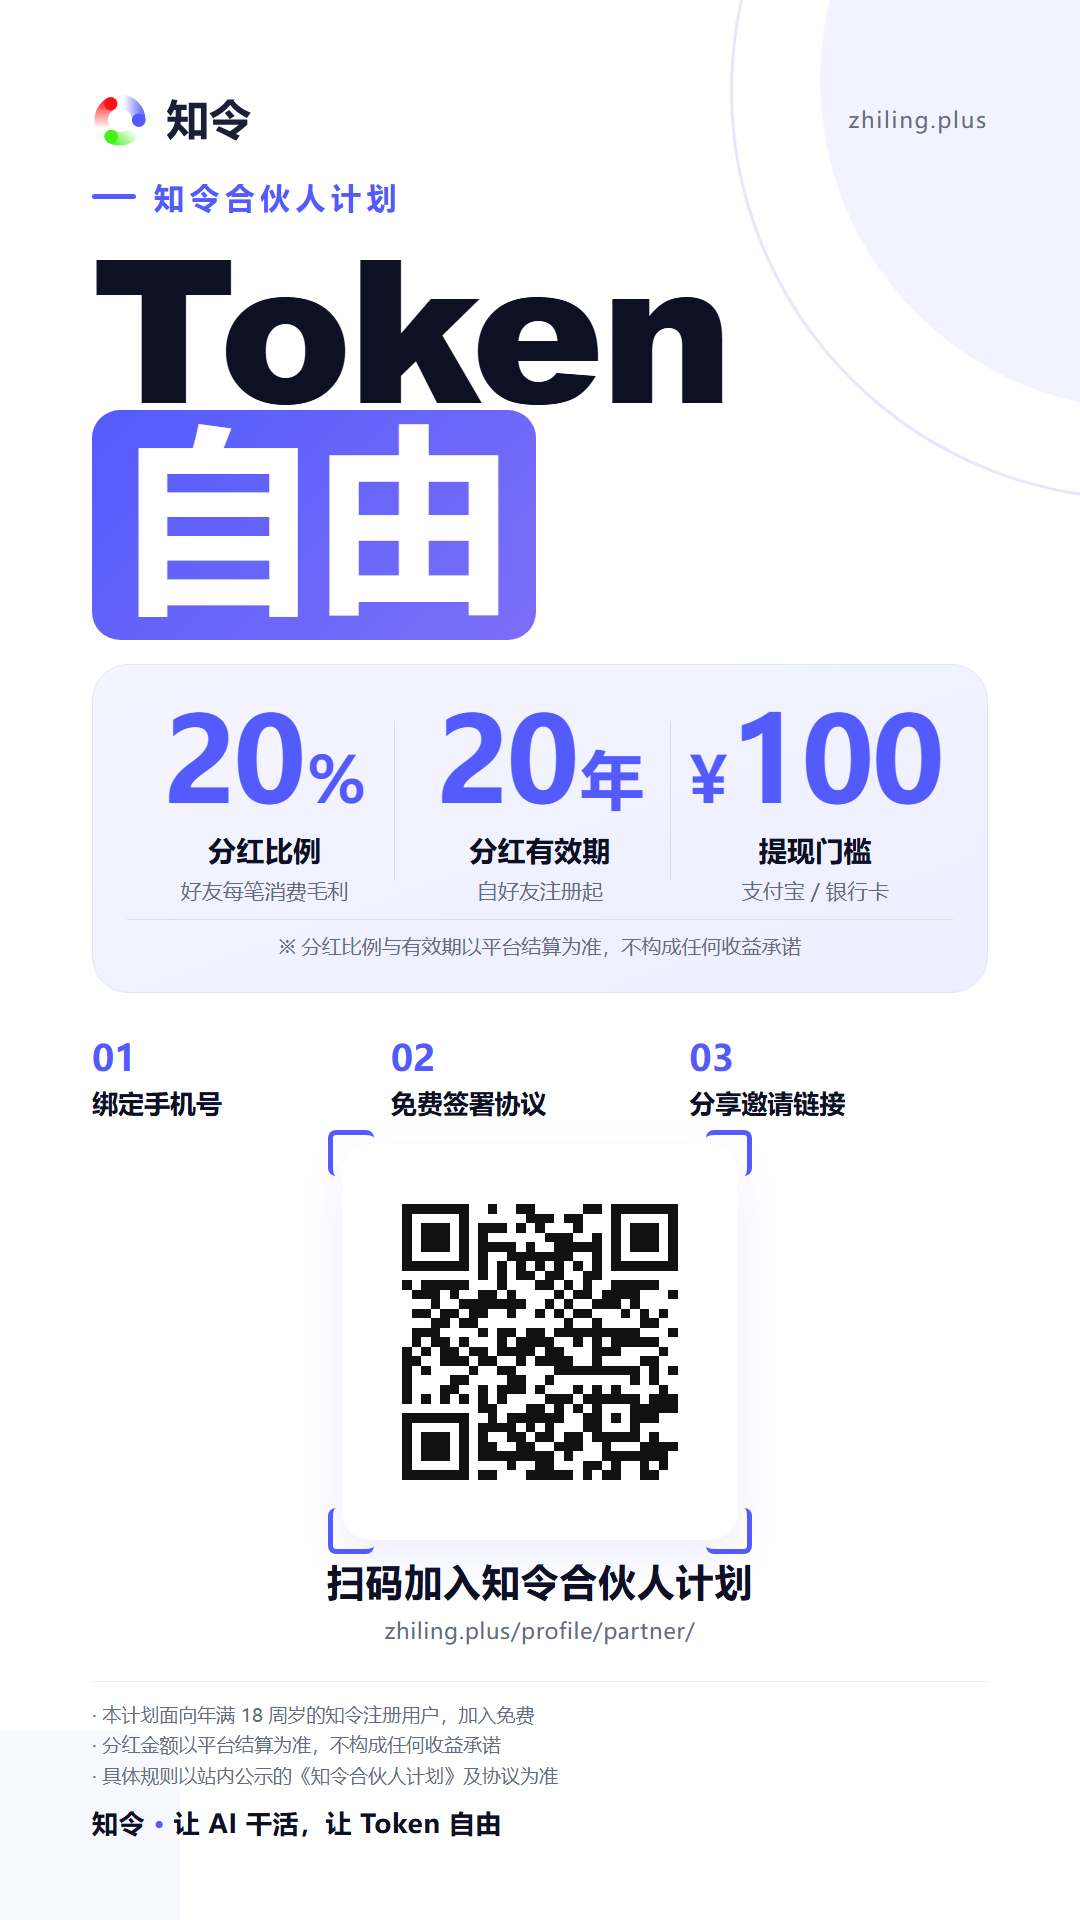 知令
zhiling.plus
知令合伙人计划
Token
自由
20%
分红比例
好友每笔消费毛利
20年
分红有效期
自好友注册起
¥100
提现门槛
支付宝 / 银行卡
※ 分红比例与有效期以平台结算为准，不构成任何收益承诺
01
绑定手机号
02
免费签署协议
03
分享邀请链接
扫码加入知令合伙人计划
zhiling.plus/profile/partner/
· 本计划面向年满 18 周岁的知令注册用户，加入免费
· 分红金额以平台结算为准，不构成任何收益承诺
· 具体规则以站内公示的《知令合伙人计划》及协议为准
知令 • 让 AI 干活，让 Token 自由